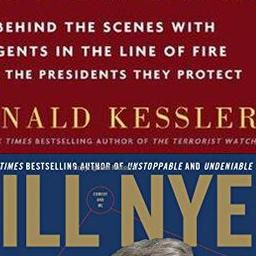 BEHIND THE SCENES WITH
GENTS IN THE LINE OF FIRE
THE PRESIDENTS THEY PROTECT
NALD KESSLER
TIMES BESTSELLING AUTHOR OF THE TERRORIST WATCH
TIMES BESTSELLING AUTHOR OF UNSTOPPABLE AND UNDENIABLE
ILL NYE